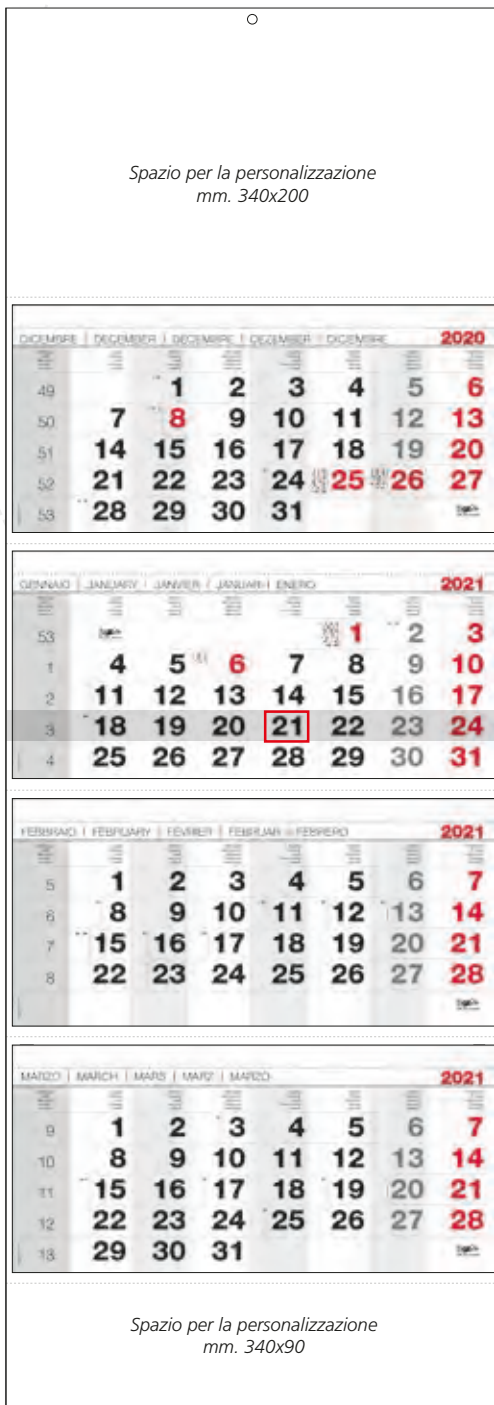 Spazio per la personalizzazione
mm. 340x200
DICEMBRE | DECEMBER | DÉCEMBRE | DEZEMBER | DICIEMBRE 2020
49 1 2 3 4 5 6
50 7 8 9 10 11 12 13
51 14 15 16 17 18 19 20
52 21 22 23 24 25 26 27
53 28 29 30 31
GENNAIO | JANUARY | JANVIER | JANUAR | ENERO 2021
53 1 2 3
1 4 5 6 7 8 9 10
2 11 12 13 14 15 16 17
3 18 19 20 21 22 23 24
4 25 26 27 28 29 30 31
FEBBRAIO | FEBRUARY | FÉVRIER | FEBRUAR | FEBRERO 2021
5 1 2 3 4 5 6 7
6 8 9 10 11 12 13 14
7 15 16 17 18 19 20 21
8 22 23 24 25 26 27 28
MARZO | MARCH | MARS | MÄRZ | MARZO 2021
9 1 2 3 4 5 6 7
10 8 9 10 11 12 13 14
11 15 16 17 18 19 20 21
12 22 23 24 25 26 27 28
13 29 30 31
Spazio per la personalizzazione
mm. 340x90